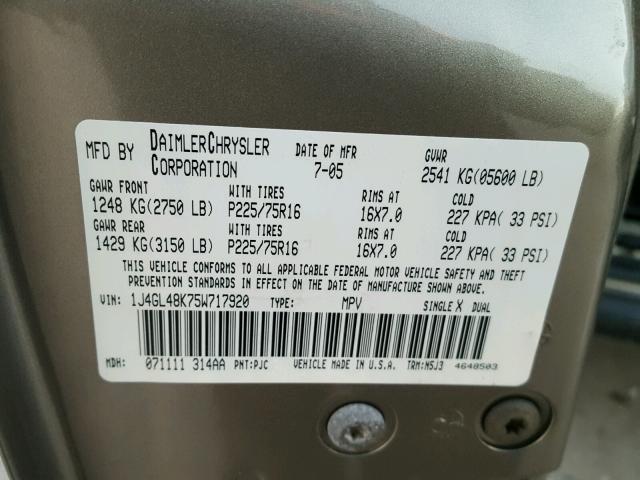 MFD BY DAIMLERCHRYSLER CORPORATION DATE OF MFR 7-05 GVWR 2541 KG(05600 LB)
GAWR FRONT WITH TIRES RIMS AT COLD
1248 KG(2750 LB) P225/75R16 16X7.0 227 KPA( 33 PSI)
GAWR REAR WITH TIRES RIMS AT COLD
1429 KG(3150 LB) P225/75R16 16X7.0 227 KPA( 33 PSI)
THIS VEHICLE CONFORMS TO ALL APPLICABLE FEDERAL MOTOR VEHICLE SAFETY AND THEFT
PREVENTION STANDARDS IN EFFECT ON THE DATE OF MANUFACTURE SHOWN ABOVE.
VIN: 1J4GL48K75W717920 TYPE: MPV SINGLE X DUAL
MDH: 071111 314AA PNT:PJC VEHICLE MADE IN U.S.A. TRM:N5J3 4648503